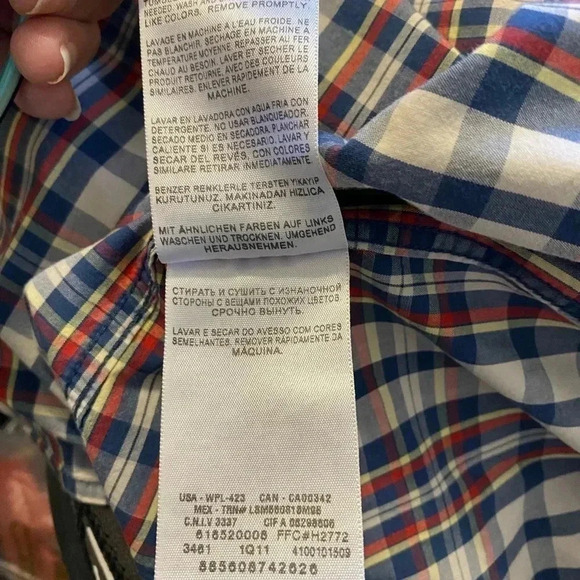 NEEDED. WASH AND
LIKE COLORS. REMOVE PROMPTLY.
LAVAGE EN MACHINE À L'EAU FROIDE. NE
PAS BLANCHIR. SÉCHAGE EN MACHINE À
TEMPÉRATURE MOYENNE. REPASSER AU FER
CHAUD AU BESOIN. LAVER ET SÉCHER LE
PRODUIT RETOURNÉ, AVEC DES COULEURS
SIMILAIRES. ENLEVER RAPIDEMENT DE LA
MACHINE.
LAVAR EN LAVADORA CON AGUA FRIA CON
DETERGENTE. NO USAR BLANQUEADOR.
SECADO MEDIO EN SECADORA. PLANCHAR
CALIENTE SI ES NECESARIO. LAVAR Y
SECAR DEL REVÉS, CON COLORES
SIMILARE RETIRAR INMEDIATAMENTE.
BENZER RENKLERLE TERSTEN YIKAYIP
KURUTUNUZ. MAKINADAN HIZLICA
CIKARTINIZ.
MIT ÄHNLICHEN FARBEN AUF LINKS
WASCHEN UND TROCKNEN. UMGEHEND
HERAUSNEHMEN.
СТИРАТЬ И СУШИТЬ С ИЗНАНОЧНОЙ
СТОРОНЫ С ВЕЩАМИ ПОХОЖИХ ЦВЕТОВ
СРОЧНО ВЫНУТЬ
LAVAR E SECAR DO AVESSO COM CORES
SEMELHANTES. REMOVER RAPIDAMENTE DA
MÁQUINA.
USA - WPL-423 CAN - CA00342
MEX - TRN# LSM880818M98
C.N.I.V 3337 CIF A 08298606
616520006 FFC#H2772
3461 1Q11 4100101509
885608742626